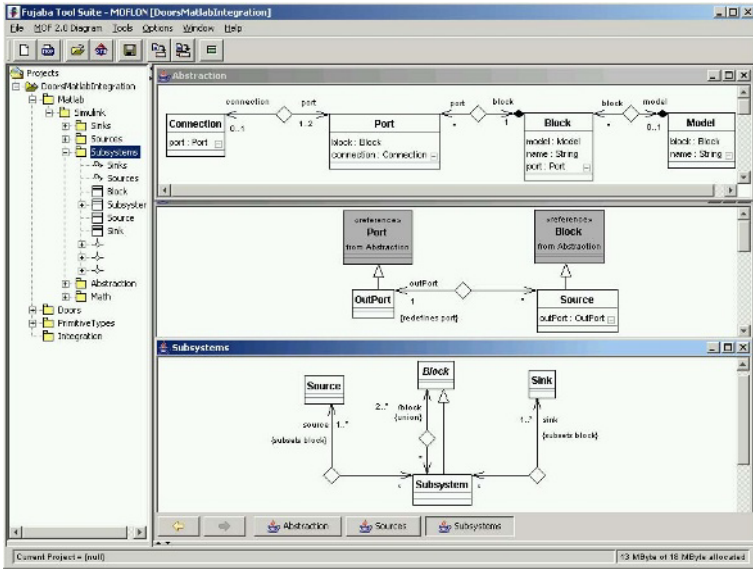 Fujaba Tool Suite - MOFLON [DoorsMatlabIntegration]
File MOF 2.0 Diagram Tools Options Window Help
Projects
DoorsMatlabIntegration
Matlab
Simulink
Sinks
Sources
Subsystems
Sinks
Sources
Block
Subsyster
Source
Sink
Abstraction
Math
Doors
PrimitiveTypes
Integration
Abstraction
connection port port block block model
Connection
port : Port
0..1 1..2
Port
block : Block
connection : Connection
* 1
Block
model : Model
name : String
port : Port
* 0..1
Model
block : Block
name : String
«reference»
Port
from Abstraction
«reference»
Block
from Abstraction
outPort
OutPort
1 *
{redefines port}
Source
outPort : OutPort
Subsystems
Source
Block
Sink
source 1..*
{subsets block}
2..* /block
{union}
1..* sink
{subsets block}
*
* *
Subsystem
Abstraction Sources Subsystems
Current Project = (null)
13 MByte of 18 MByte allocated